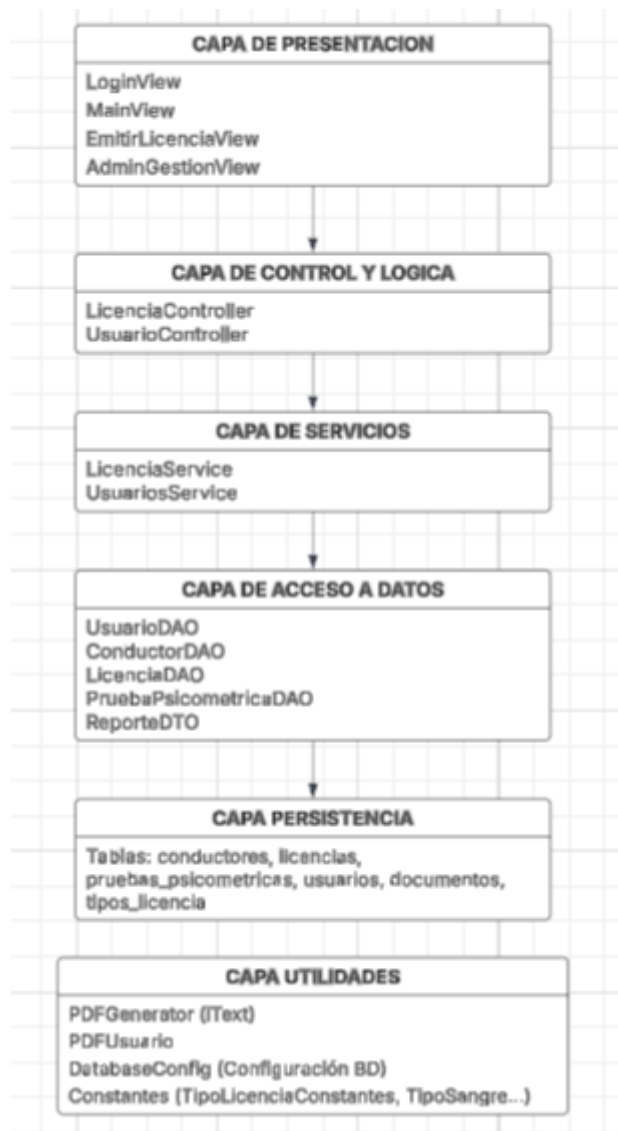 CAPA DE PRESENTACION
LoginView
MainView
EmitirLicenciaView
AdminGestionView
CAPA DE CONTROL Y LOGICA
LicenciaController
UsuarioController
CAPA DE SERVICIOS
LicenciaService
UsuariosService
CAPA DE ACCESO A DATOS
UsuarioDAO
ConductorDAO
LicenciaDAO
PruebaPsicometricaDAO
ReporteDTO
CAPA PERSISTENCIA
Tablas: conductores, licencias,
pruebas_psicometricas, usuarios, documentos,
tipos_licencia
CAPA UTILIDADES
PDFGenerator (iText)
PDFUsuario
DatabaseConfig (Configuración BD)
Constantes (TipoLicenciaConstantes, TipoSangre...)